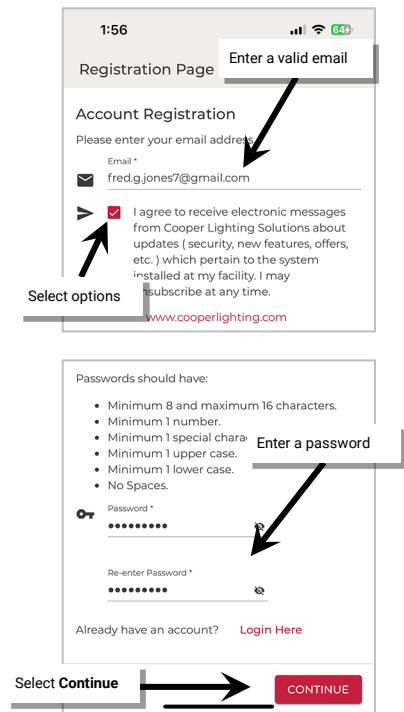 1:56
64
Enter a valid email
Registration Page
Account Registration
Please enter your email address
Email *
fred.g.jones7@gmail.com
I agree to receive electronic messages
from Cooper Lighting Solutions about
updates ( security, new features, offers,
etc. ) which pertain to the system
installed at my facility. I may
unsubscribe at any time.
Select options
www.cooperlighting.com
Passwords should have:
• Minimum 8 and maximum 16 characters.
• Minimum 1 number.
• Minimum 1 special charac
Enter a password
• Minimum 1 upper case.
• Minimum 1 lower case.
• No Spaces.
Password *
•••••••••
Re-enter Password *
•••••••••
Already have an account? Login Here
Select Continue
CONTINUE